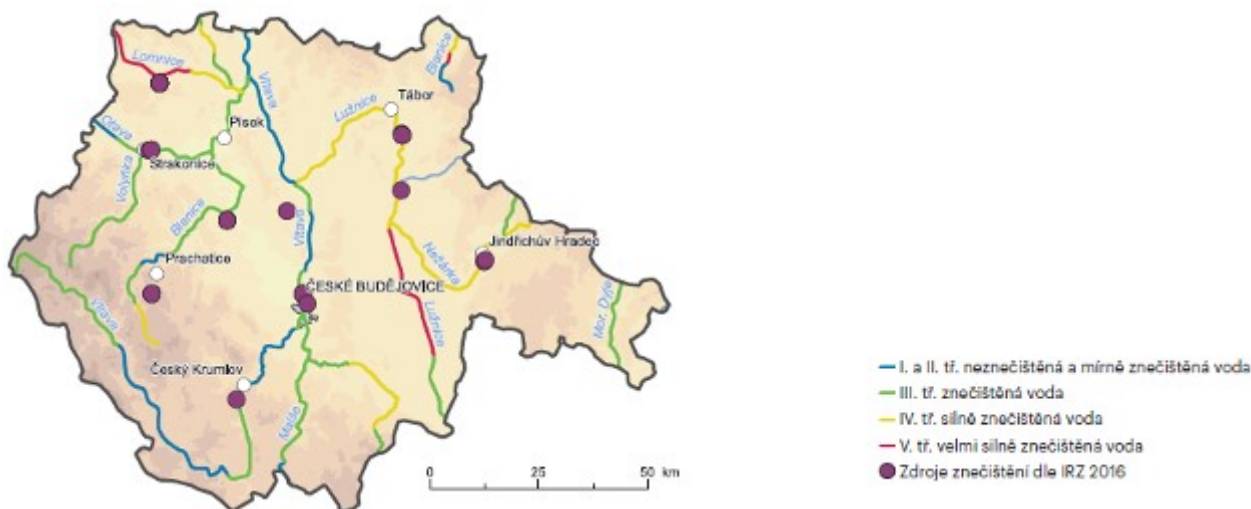 Lomnice
Vltava
Blanice
Tábor
Lužnice
Otava
Písek
Strakonice
Volyňka
Blanice
Vltava
Jindřichův Hradec
Nežárka
Prachatice
ČESKÉ BUDĚJOVICE
Vltava
Lužnice
Mor. Dyje
Český Krumlov
Malše
I. a II. tř. neznečištěná a mírně znečištěná voda
III. tř. znečištěná voda
IV. tř. silně znečištěná voda
V. tř. velmi silně znečištěná voda
Zdroje znečištění dle IRZ 2016
0 25 50 km